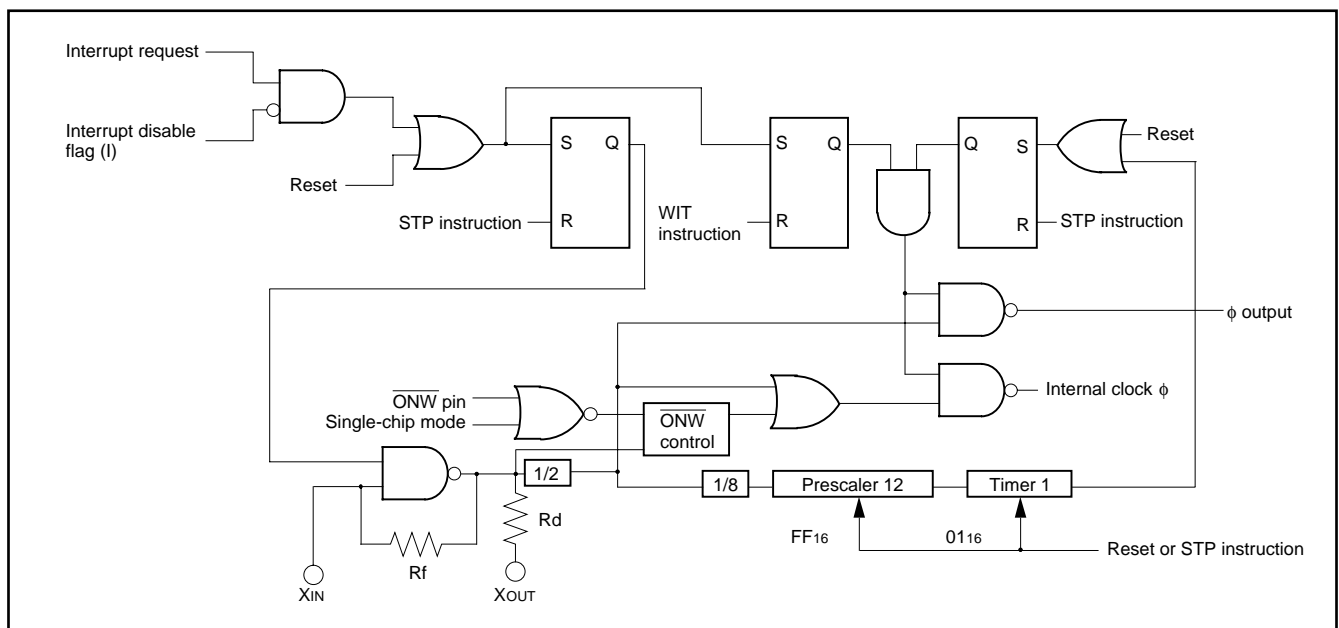 Interrupt request
Interrupt disable
flag (I)
Reset
S
Q
R
STP instruction
S
Q
R
WIT
instruction
Q
S
R
Reset
STP instruction
φ output
Internal clock φ
ONW pin
Single-chip mode
ONW
control
1/2
1/8
Prescaler 12
Timer 1
Rd
Rf
FF16
0116
Reset or STP instruction
XIN
XOUT